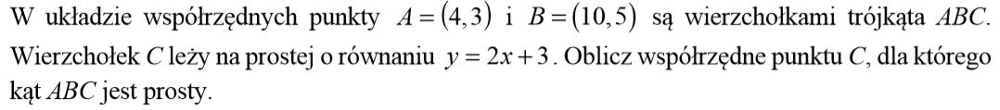 W układzie współrzędnych punkty A = (4,3) i B = (10,5) są wierzchołkami trójkąta ABC.
Wierzchołek C leży na prostej o równaniu y = 2x + 3. Oblicz współrzędne punktu C, dla którego
kąt ABC jest prosty.